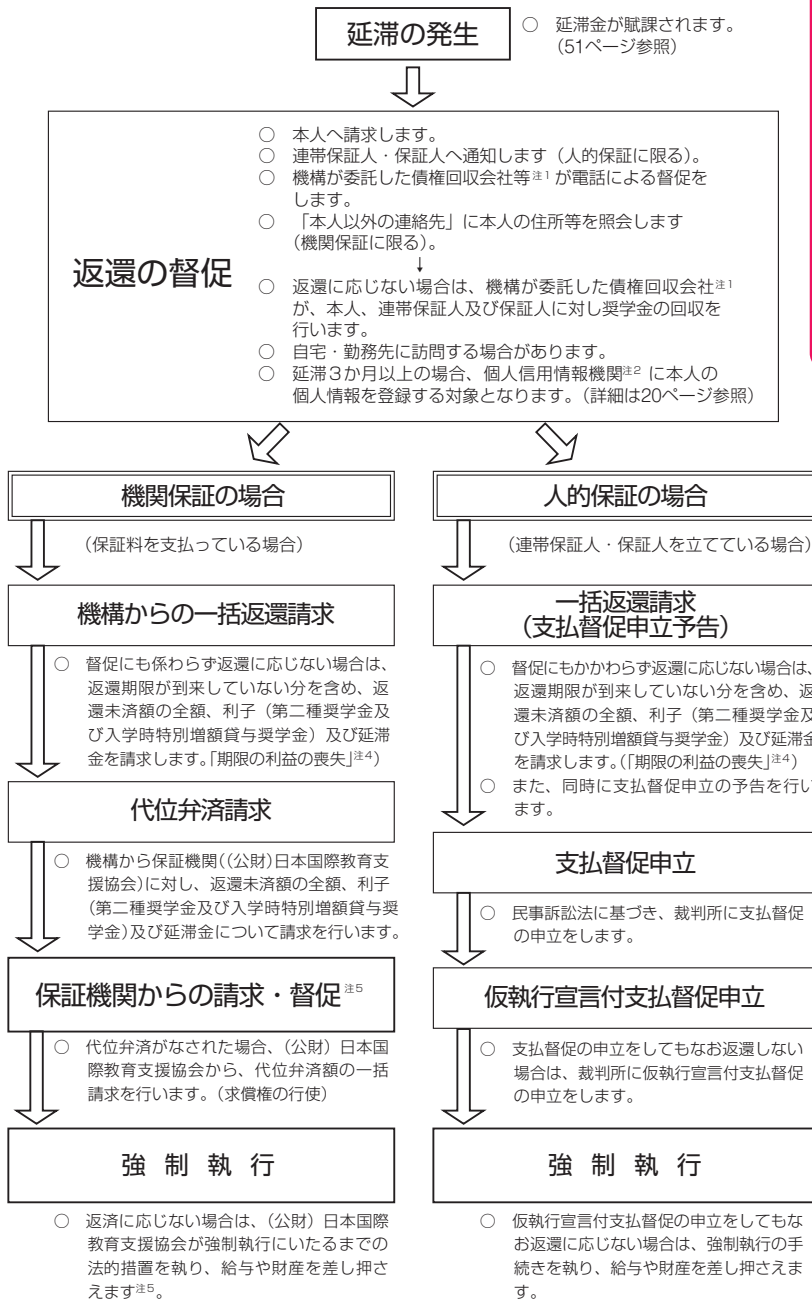 延滞の発生
○ 延滞金が賦課されます。
(51ページ参照)
返還の督促
○ 本人へ請求します。
○ 連帯保証人・保証人へ通知します（人的保証に限る）。
○ 機構が委託した債権回収会社等注1 が電話による督促を
します。
○ 「本人以外の連絡先」に本人の住所等を照会します
(機関保証に限る)。
↓
○ 返還に応じない場合は、機構が委託した債権回収会社注1
が、本人、連帯保証人及び保証人に対し奨学金の回収を
行います。
○ 自宅・勤務先に訪問する場合があります。
○ 延滞３か月以上の場合、個人信用情報機関注2 に本人の
個人情報を登録する対象となります。（詳細は20ページ参照）
機関保証の場合
（保証料を支払っている場合）
機構からの一括返還請求
○ 督促にも係わらず返還に応じない場合は、
返還期限が到来していない分を含め、返
還未済額の全額、利子（第二種奨学金及
び入学時特別増額貸与奨学金）及び延滞
金を請求します。「期限の利益の喪失」注4）
代位弁済請求
○ 機構から保証機関((公財)日本国際教育支
援協会)に対し、返還未済額の全額、利子
(第二種奨学金及び入学時特別増額貸与奨
学金)及び延滞金について請求を行います。
保証機関からの請求・督促注5
○ 代位弁済がなされた場合、（公財）日本国
際教育支援協会から、代位弁済額の一括
請求を行います。（求償権の行使）
強 制 執 行
○ 返済に応じない場合は、（公財）日本国際
教育支援協会が強制執行にいたるまでの
法的措置を執り、給与や財産を差し押さ
えます注5。
人的保証の場合
（連帯保証人・保証人を立てている場合）
一括返還請求
（支払督促申立予告）
○ 督促にもかかわらず返還に応じない場合は、
返還期限が到来していない分を含め、返
還未済額の全額、利子（第二種奨学金及
び入学時特別増額貸与奨学金）及び延滞金
を請求します。（「期限の利益の喪失」注4）
○ また、同時に支払督促申立の予告を行い
ます。
支払督促申立
○ 民事訴訟法に基づき、裁判所に支払督促
の申立をします。
仮執行宣言付支払督促申立
○ 支払督促の申立をしてもなお返還しない
場合は、裁判所に仮執行宣言付支払督促
の申立をします。
強 制 執 行
○ 仮執行宣言付支払督促の申立をしてもな
お返還に応じない場合は、強制執行の手
続きを執り、給与や財産を差し押さえま
す。